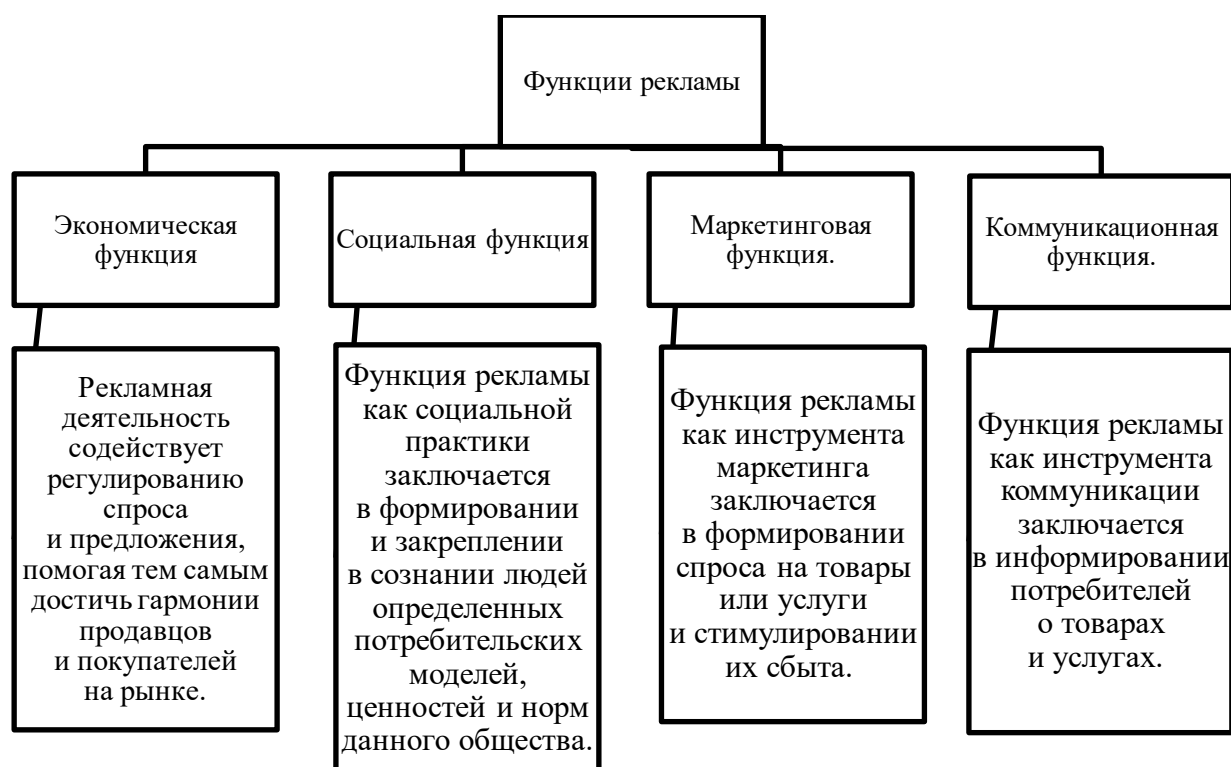 Функции рекламы
Экономическая
функция
Социальная функция
Маркетинговая
функция.
Коммуникационная
функция.
Рекламная
деятельность
содействует
регулированию
спроса
и предложения,
помогая тем самым
достичь гармонии
продавцов
и покупателей
на рынке.
Функция рекламы
как социальной
практики
заключается
в формировании
и закреплении
в сознании людей
определенных
потребительских
моделей,
ценностей и норм
данного общества.
Функция рекламы
как инструмента
маркетинга
заключается
в формировании
спроса на товары
или услуги
и стимулировании
их сбыта.
Функция рекламы
как инструмента
коммуникации
заключается
в информировании
потребителей
о товарах
и услугах.